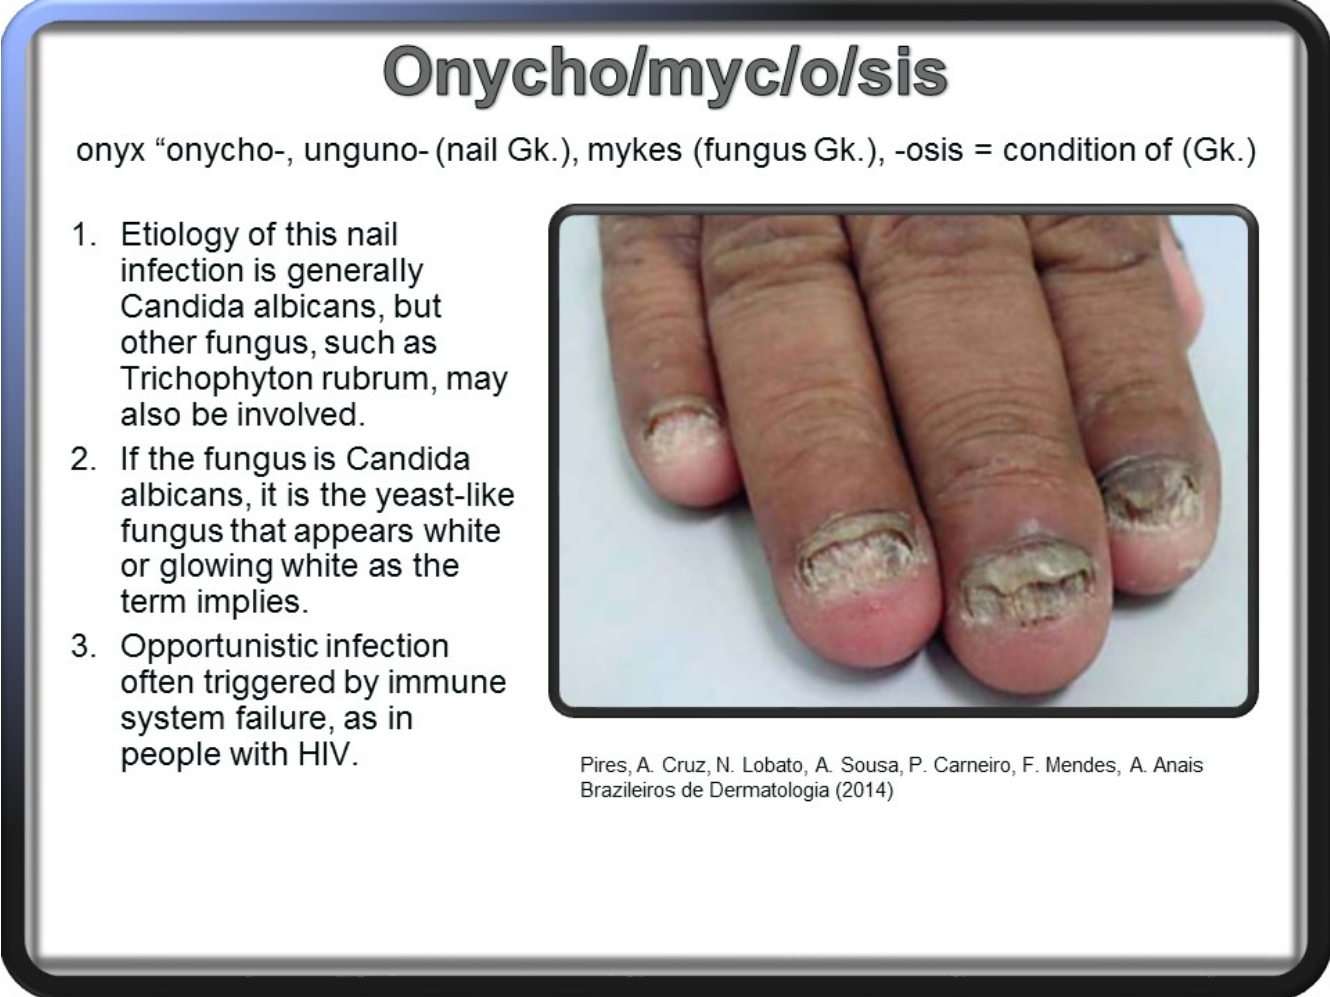 Onycho/myc/o/sis
onyx “onycho-, unguno- (nail Gk.), mykes (fungus Gk.), -osis = condition of (Gk.)
1. Etiology of this nail
infection is generally
Candida albicans, but
other fungus, such as
Trichophyton rubrum, may
also be involved.
2. If the fungus is Candida
albicans, it is the yeast-like
fungus that appears white
or glowing white as the
term implies.
3. Opportunistic infection
often triggered by immune
system failure, as in
people with HIV.
Pires, A. Cruz, N. Lobato, A. Sousa, P. Carneiro, F. Mendes, A. Anais
Brazileiros de Dermatologia (2014)